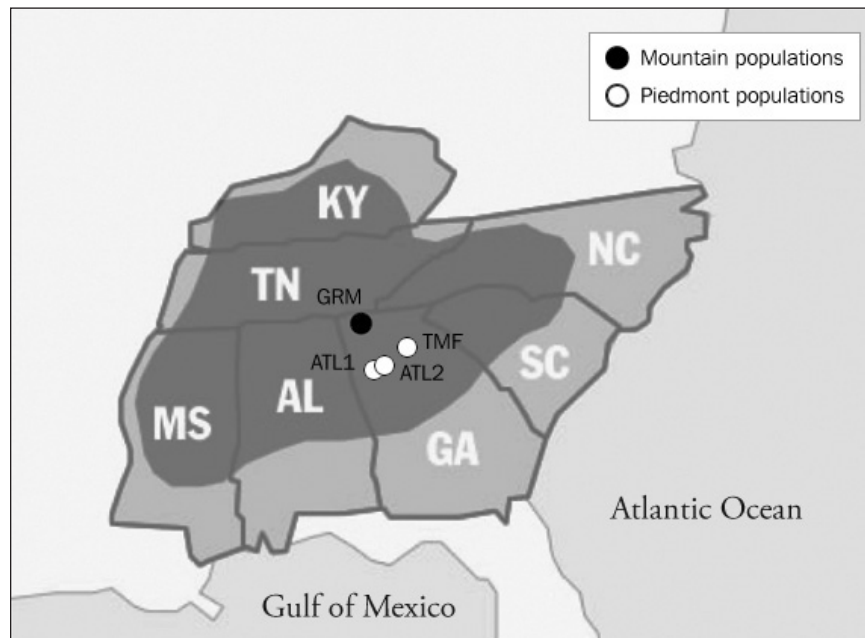 Mountain populations
Piedmont populations
KY
NC
TN
GRM
TMF
ATL1
ATL2
SC
MS
AL
GA
Atlantic Ocean
Gulf of Mexico